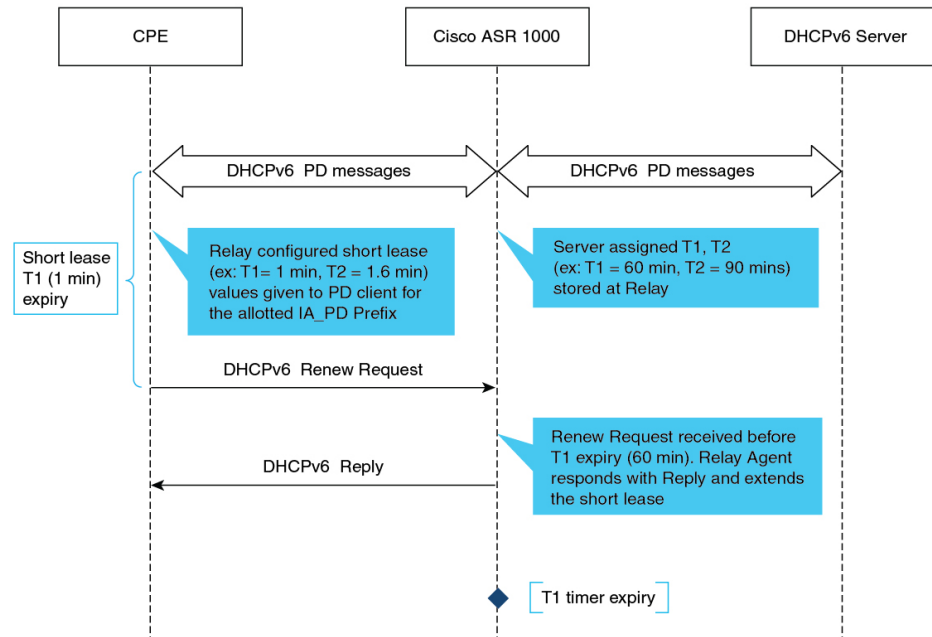 CPE
Cisco ASR 1000
DHCPv6 Server
DHCPv6  PD messages
DHCPv6  PD messages
Short lease
T1 (1 min)
expiry
Relay configured short lease
(ex: T1= 1 min, T2 = 1.6 min)
values given to PD client for
the allotted IA_PD Prefix
Server assigned T1, T2
(ex: T1 = 60 min, T2 = 90 mins)
stored at Relay
DHCPv6  Renew Request
Renew Request received before
T1 expiry (60 min). Relay Agent
responds with Reply and extends
the short lease
DHCPv6  Reply
T1 timer expiry